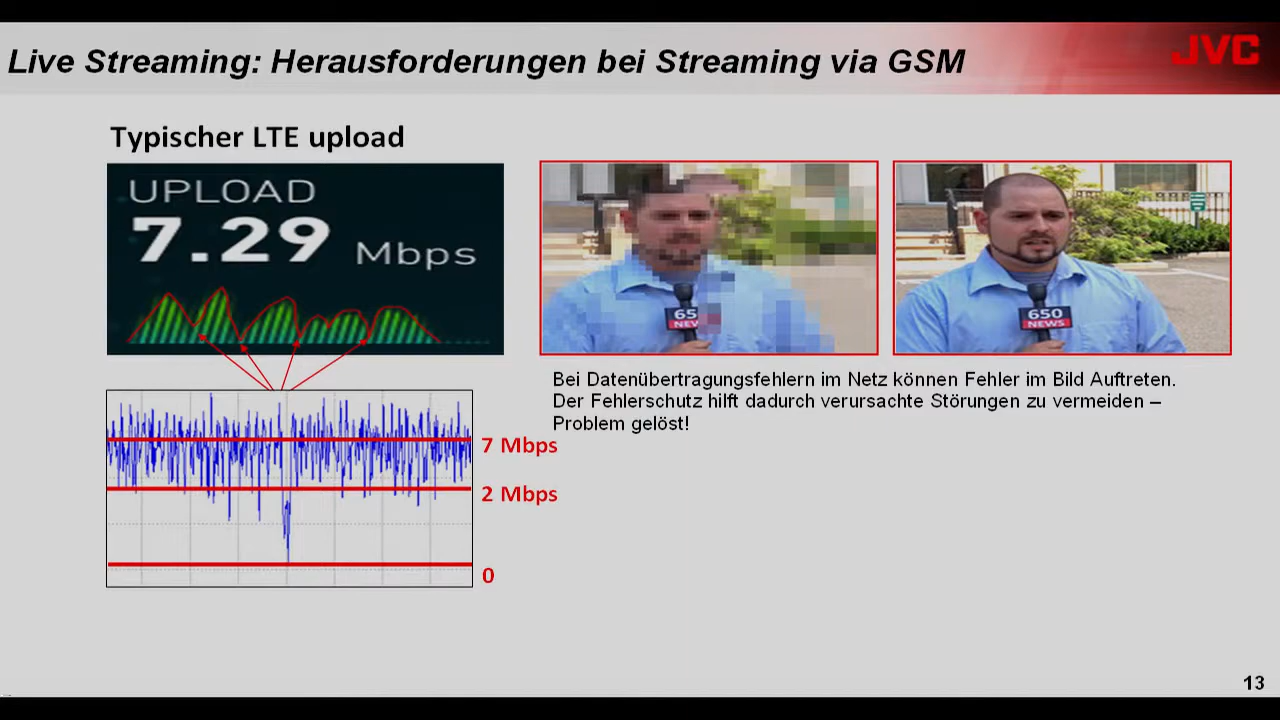 Live Streaming: Herausforderungen bei Streaming via GSM
JVC
Typischer LTE upload
UPLOAD
7.29 Mbps
65
NEV
650
NEWS
Bei Datenübertragungsfehlern im Netz können Fehler im Bild Auftreten.
Der Fehlerschutz hilft dadurch verursachte Störungen zu vermeiden –
Problem gelöst!
7 Mbps
2 Mbps
0
13